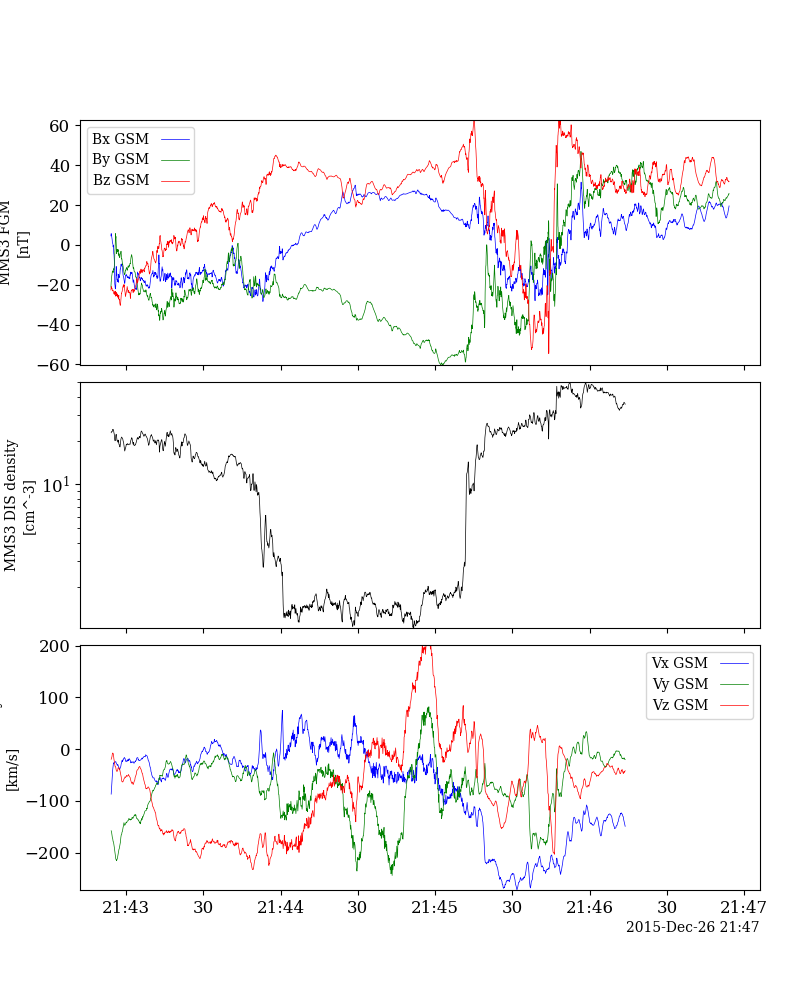 60
40
20
0
−20
−40
−60
MMS3 FGM
[nT]
Bx GSM
By GSM
Bz GSM
10^1
MMS3 DIS density
[cm^-3]
200
100
0
−100
−200
[km/s]
Vx GSM
Vy GSM
Vz GSM
21:43 30 21:44 30 21:45 30 21:46 30 21:47
2015-Dec-26 21:47